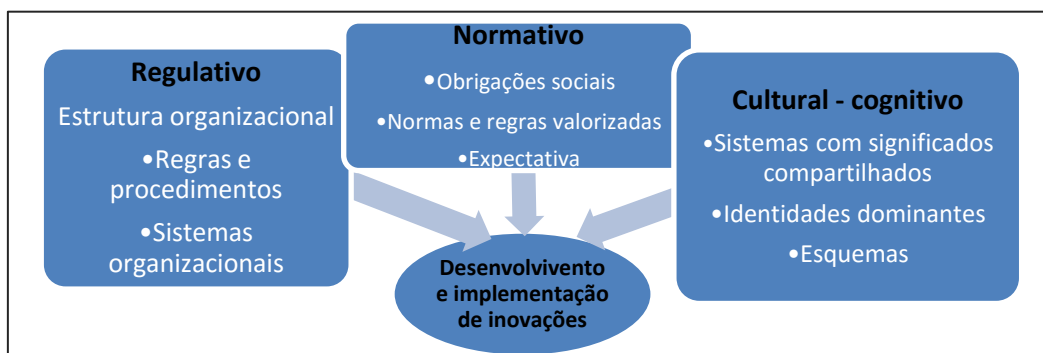 Regulativo
Estrutura organizacional
•Regras e
procedimentos
•Sistemas
organizacionais
Normativo
•Obrigações sociais
•Normas e regras valorizadas
•Expectativa
Cultural - cognitivo
•Sistemas com significados
compartilhados
•Identidades dominantes
•Esquemas
Desenvolvivento
e implementação
de inovações